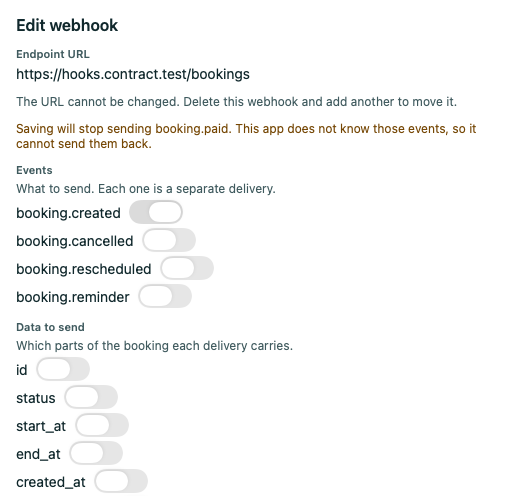 Edit webhook
Endpoint URL
https://hooks.contract.test/bookings
The URL cannot be changed. Delete this webhook and add another to move it.
Saving will stop sending booking.paid. This app does not know those events, so it
cannot send them back.
Events
What to send. Each one is a separate delivery.
booking.created
booking.cancelled
booking.rescheduled
booking.reminder
Data to send
Which parts of the booking each delivery carries.
id
status
start_at
end_at
created_at